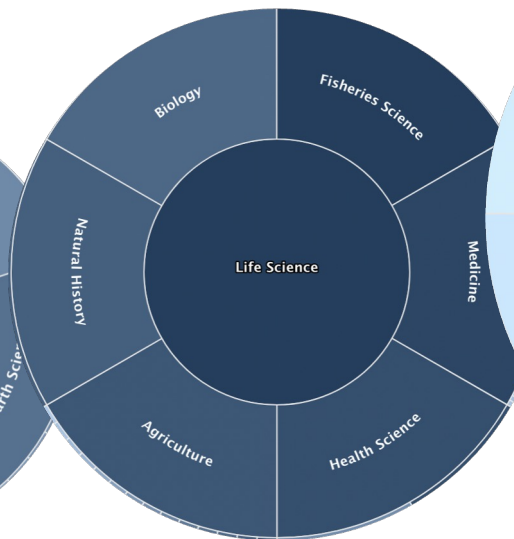 Biology
Fisheries Science
Natural History
Life Science
Medicine
Agriculture
Health Science